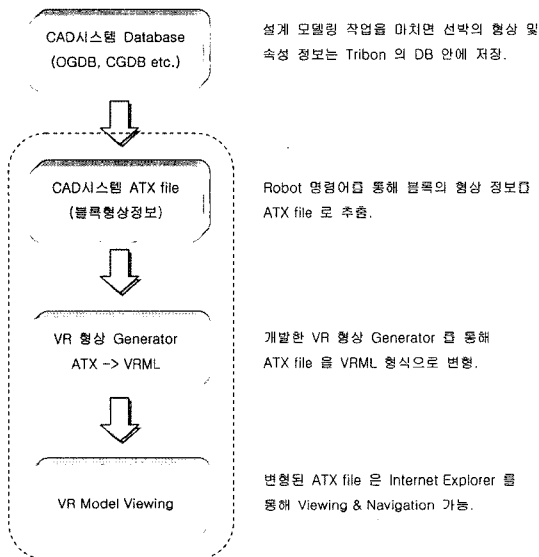 CAD시스템 Database
(OGDB, CGDB etc.)
설계 모델링 작업을 마치면 선박의 형상 및
속성 정보는 Tribon 의 DB 안에 저장.
CAD시스템 ATX file
(블록형상정보)
Robot 명령어를 통해 블록의 형상 정보를
ATX file 로 추출.
VR 형상 Generator
ATX -> VRML
개발한 VR 형상 Generator 를 통해
ATX file 을 VRML 형식으로 변형.
VR Model Viewing
변형된 ATX file 은 Internet Explorer 를
통해 Viewing & Navigation 가능.